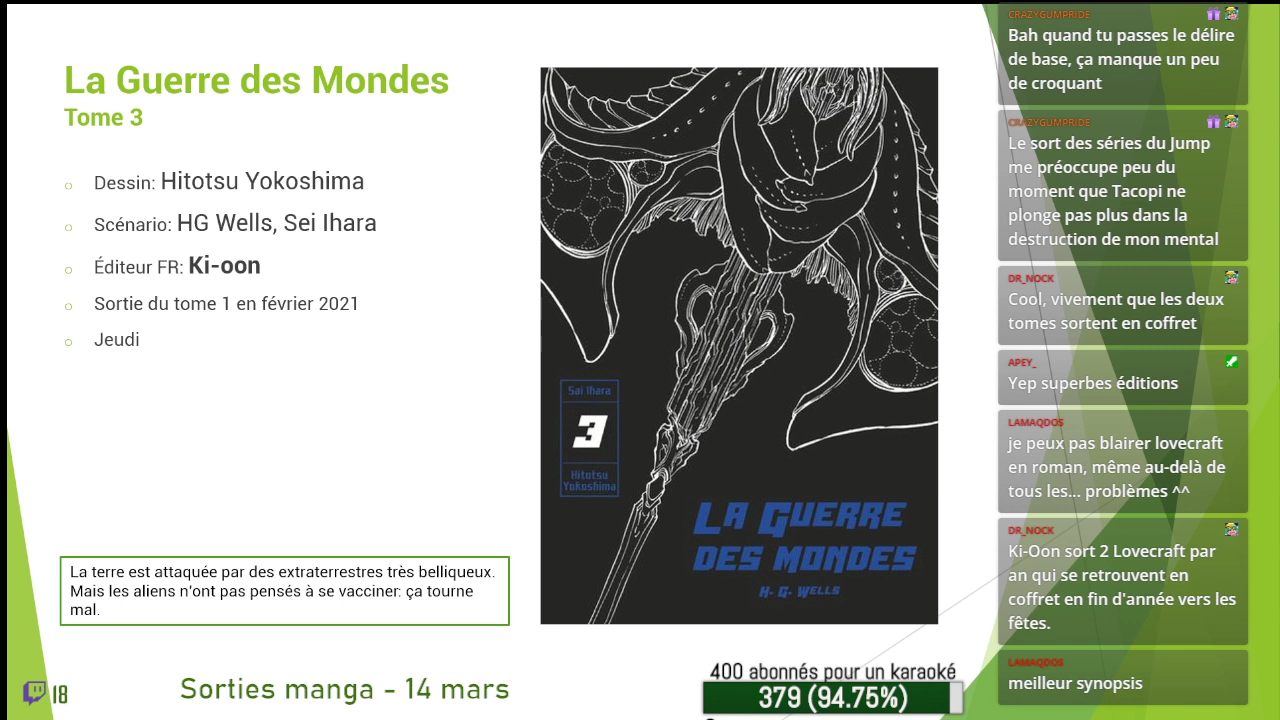 La Guerre des Mondes
Tome 3
Dessin: Hitotsu Yokoshima
Scénario: HG Wells, Sei Ihara
Éditeur FR: Ki-oon
Sortie du tome 1 en février 2021
Jeudi
La terre est attaquée par des extraterrestres très belliqueux.
Mais les aliens n'ont pas pensés à se vacciner: ça tourne
mal.
18
Sorties manga - 14 mars
Sai Ihara
3
Hitotsu
Yokoshima
La Guerre
des mondes
H. G. Wells
400 abonnés pour un karaoké
379 (94.75%)
CRAZYGUMPRIDE
Bah quand tu passes le délire
de base, ça manque un peu
de croquant
CRAZYGUMPRIDE
Le sort des séries du Jump
me préoccupe peu du
moment que Tacopi ne
plonge pas plus dans la
destruction de mon mental
DR_NOCK
Cool, vivement que les deux
tomes sortent en coffret
APEY_
Yep superbes éditions
LAMAQDOS
je peux pas blairer lovecraft
en roman, même au-delà de
tous les... problèmes ^^
DR_NOCK
Ki-Oon sort 2 Lovecraft par
an qui se retrouvent en
coffret en fin d'année vers les
fêtes.
LAMAQDOS
meilleur synopsis